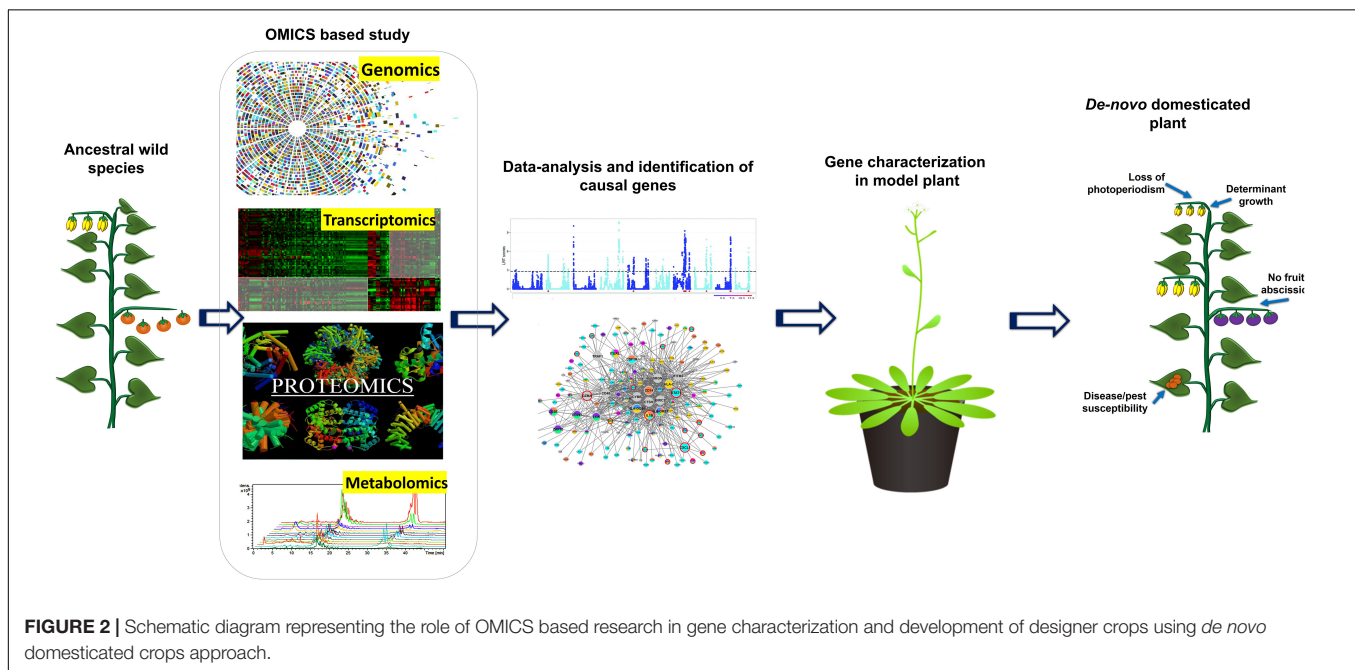 OMICS based study
Genomics
Transcriptomics
PROTEOMICS
Metabolomics
Time [min]
Ancestral wild
species
Data-analysis and identification of
causal genes
Gene characterization
in model plant
De-novo domesticated
plant
Loss of
photoperiodism
Determinant
growth
No fruit
abscissio
Disease/pest
susceptibility
FIGURE 2 | Schematic diagram representing the role of OMICS based research in gene characterization and development of designer crops using de novo
domesticated crops approach.